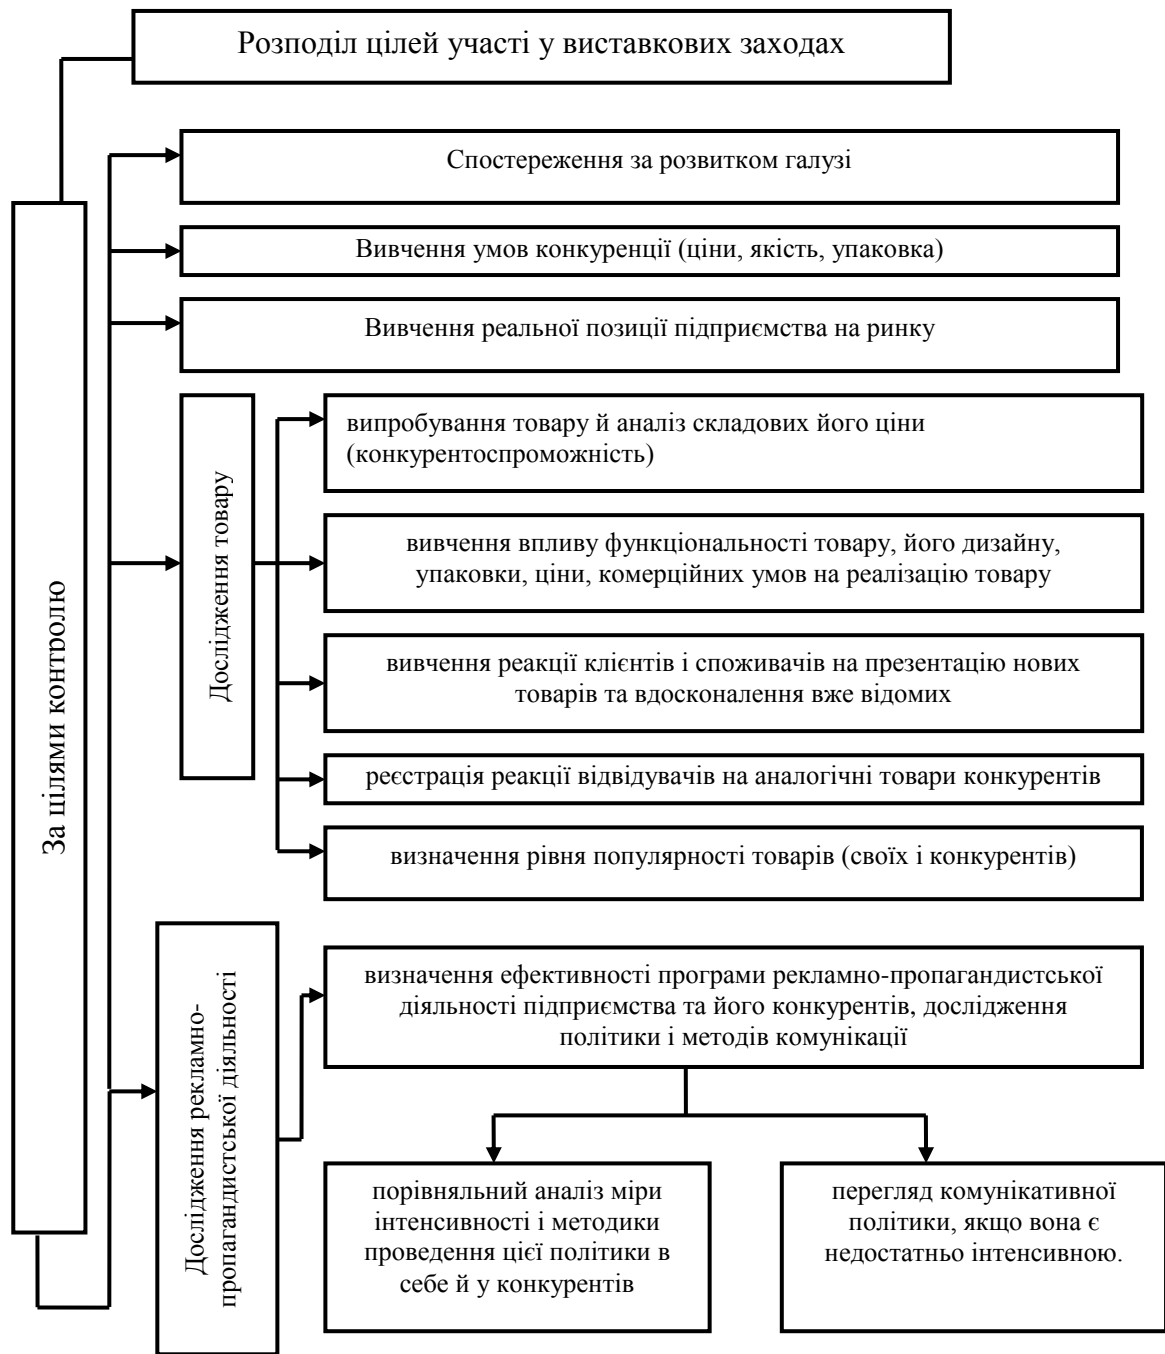 Розподіл цілей участі у виставкових заходах
Спостереження за розвитком галузі
Вивчення умов конкуренції (ціни, якість, упаковка)
Вивчення реальної позиції підприємства на ринку
За цілями контролю
Дослідження товару
випробування товару й аналіз складових його ціни
(конкурентоспроможність)
вивчення впливу функціональності товару, його дизайну,
упаковки, ціни, комерційних умов на реалізацію товару
вивчення реакції клієнтів і споживачів на презентацію нових
товарів та вдосконалення вже відомих
реєстрація реакції відвідувачів на аналогічні товари конкурентів
визначення рівня популярності товарів (своїх і конкурентів)
Дослідження рекламно-
пропагандистської діяльності
визначення ефективності програми рекламно-пропагандистської
діяльності підприємства та його конкурентів, дослідження
політики і методів комунікації
порівняльний аналіз міри
інтенсивності і методики
проведення цієї політики в
себе й у конкурентів
перегляд комунікативної
політики, якщо вона є
недостатньо інтенсивною.